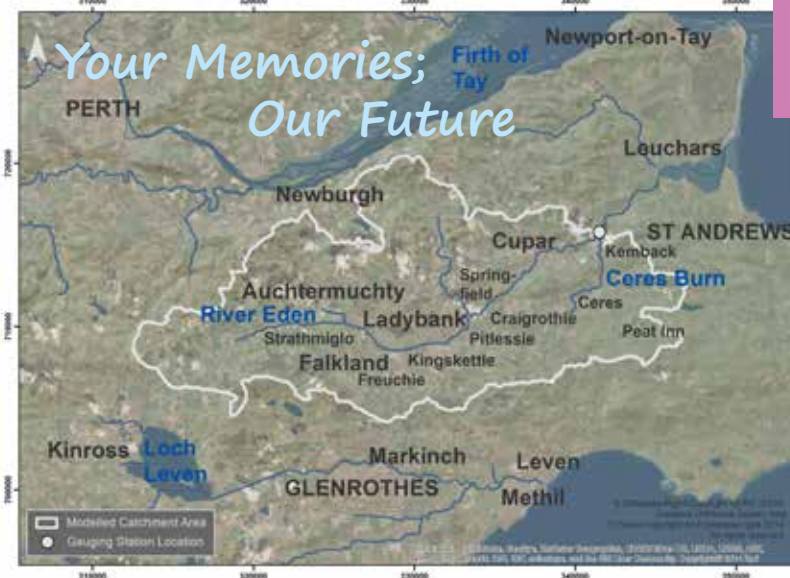 Your Memories;
Our Future
Newport-on-Tay
Firth of
Tay
PERTH
Leuchars
Newburgh
ST ANDREWS
Cupar
Kemback
Spring-
field
Ceres Burn
Auchtermuchty
Ceres
River Eden
Ladybank
Craigrothie
Strathmiglo
Pitlessie
Peat Inn
Falkland
Kingskettle
Freuchie
Kinross
Loch
Leven
Markinch
Leven
GLENROTHES
Methil
Modelled Catchment Area
Gauging Station Location